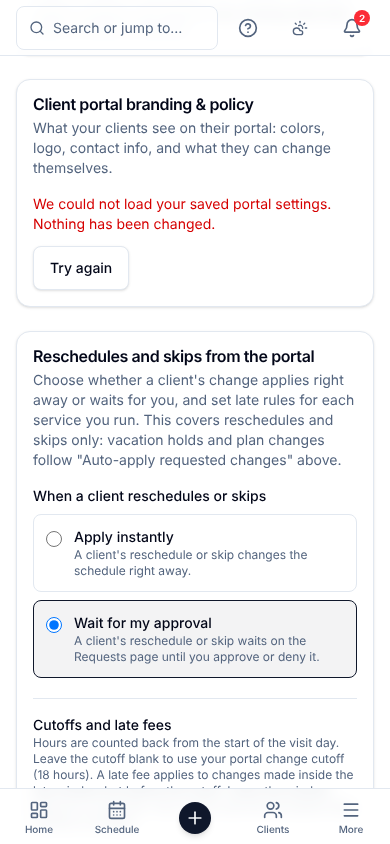 Search or jump to...
2
Client portal branding & policy
What your clients see on their portal: colors,
logo, contact info, and what they can change
themselves.
We could not load your saved portal settings.
Nothing has been changed.
Try again
Reschedules and skips from the portal
Choose whether a client's change applies right
away or waits for you, and set late rules for each
service you run. This covers reschedules and
skips only: vacation holds and plan changes
follow "Auto-apply requested changes" above.
When a client reschedules or skips
Apply instantly
A client's reschedule or skip changes the
schedule right away.
Wait for my approval
A client's reschedule or skip waits on the
Requests page until you approve or deny it.
Cutoffs and late fees
Hours are counted back from the start of the visit day.
Leave the cutoff blank to use your portal change cutoff
(18 hours). A late fee applies to changes made inside the
Home
Schedule
Clients
More